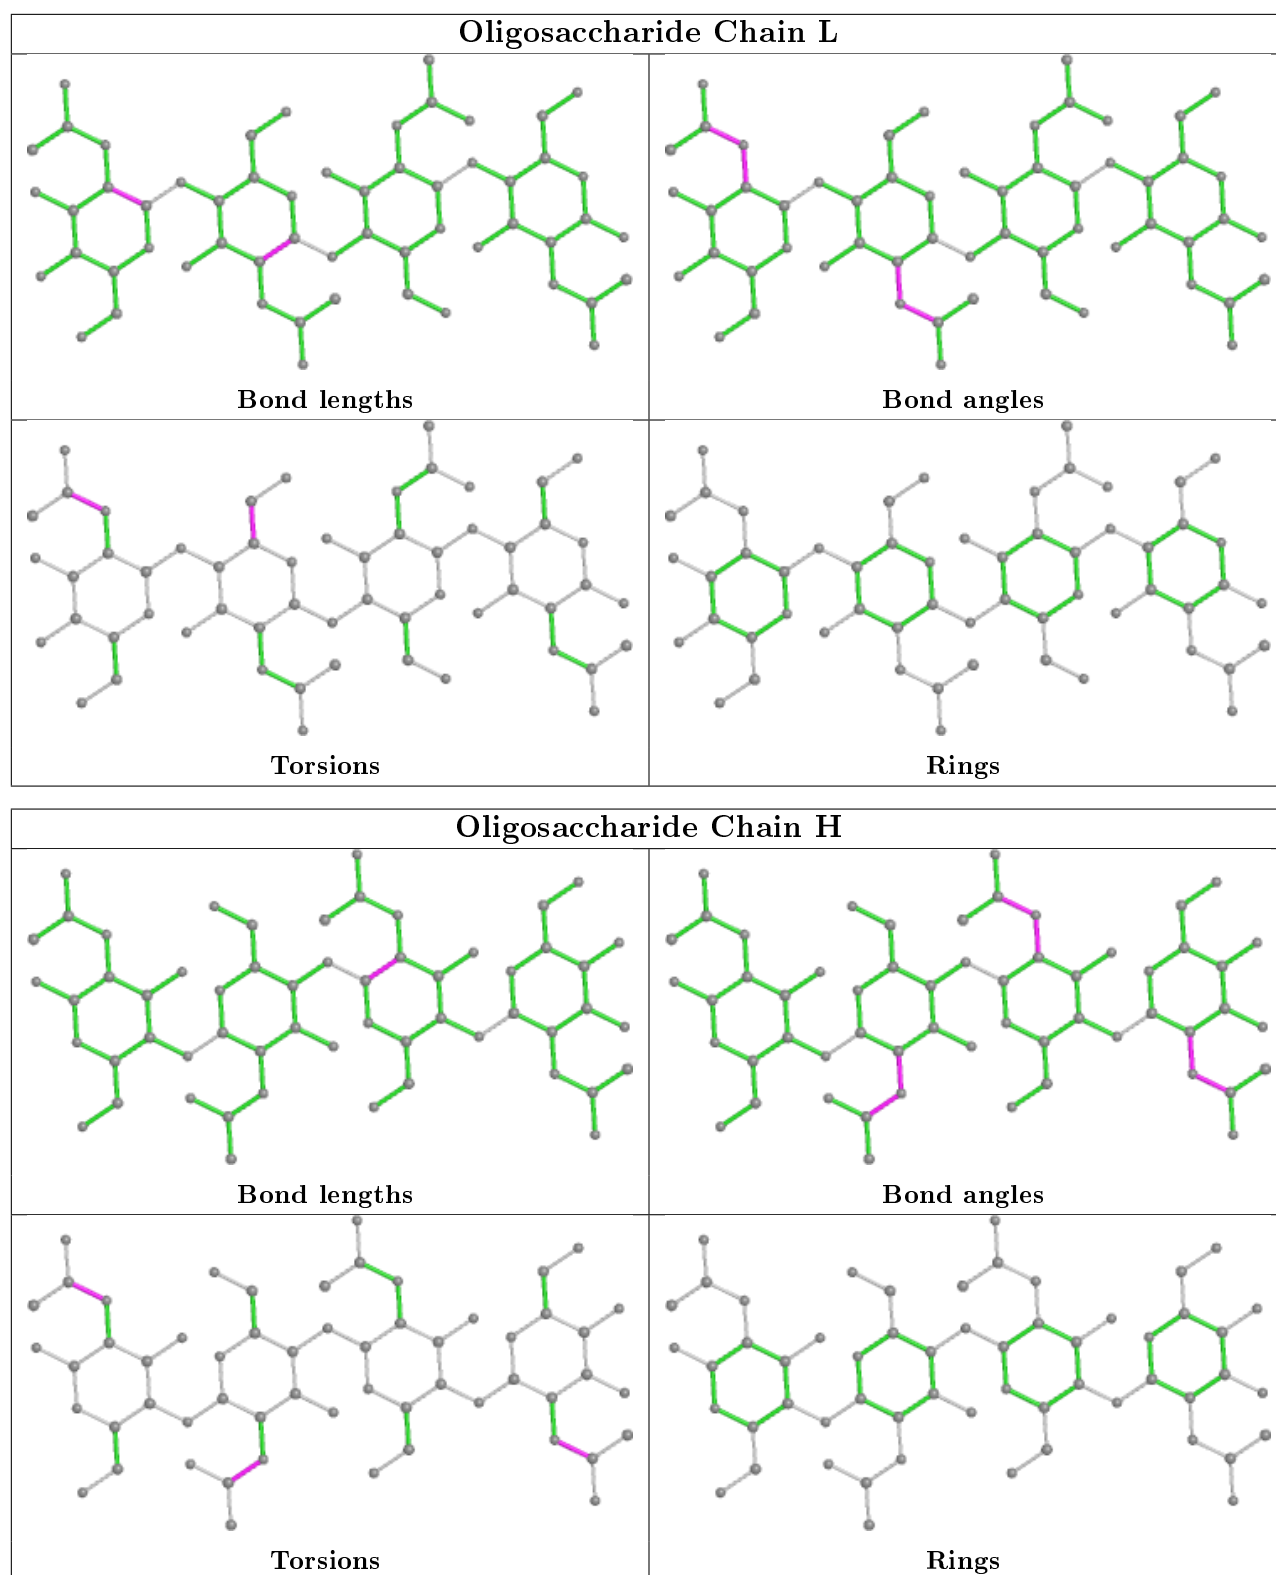 Oligosaccharide Chain L
Bond lengths
Bond angles
Torsions
Rings
Oligosaccharide Chain H
Bond lengths
Bond angles
Torsions
Rings